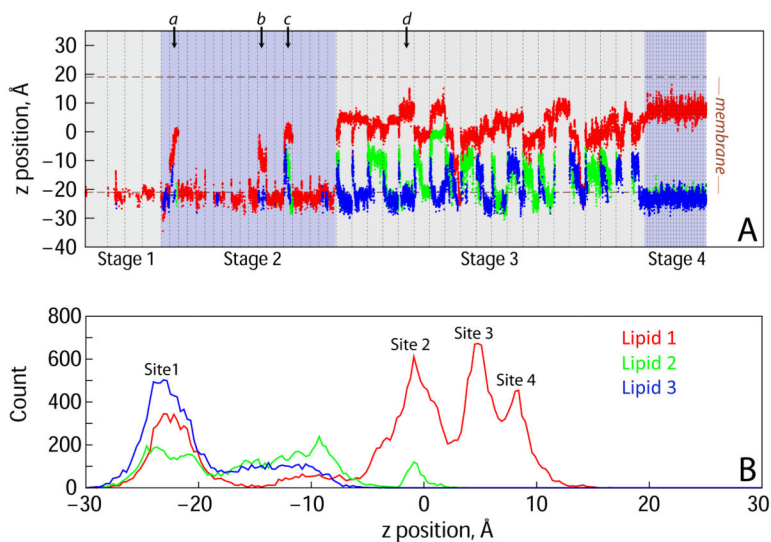 a b c d
z position, Å
30
20
10
0
−10
−20
−30
−40
membrane
A
Stage 1 Stage 2 Stage 3 Stage 4
Count
800
600
400
200
0
Site1
Site 2
Site 3
Site 4
Lipid 1
Lipid 2
Lipid 3
B
−30 −20 −10 0 10 20 30
z position, Å